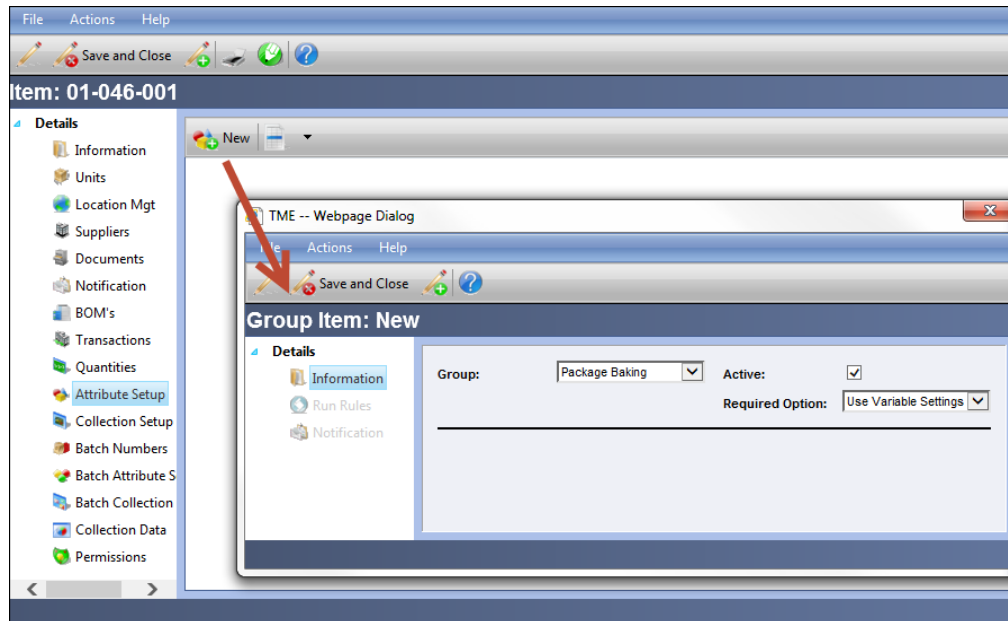 File Actions Help
Save and Close
Item: 01-046-001
Details
Information
Units
Location Mgt
Suppliers
Documents
Notification
BOM's
Transactions
Quantities
Attribute Setup
Collection Setup
Batch Numbers
Batch Attribute S
Batch Collection
Collection Data
Permissions
New
TME -- Webpage Dialog
File Actions Help
Save and Close
Group Item: New
Details
Information
Run Rules
Notification
Group: Package Baking Active:
Required Option: Use Variable Settings